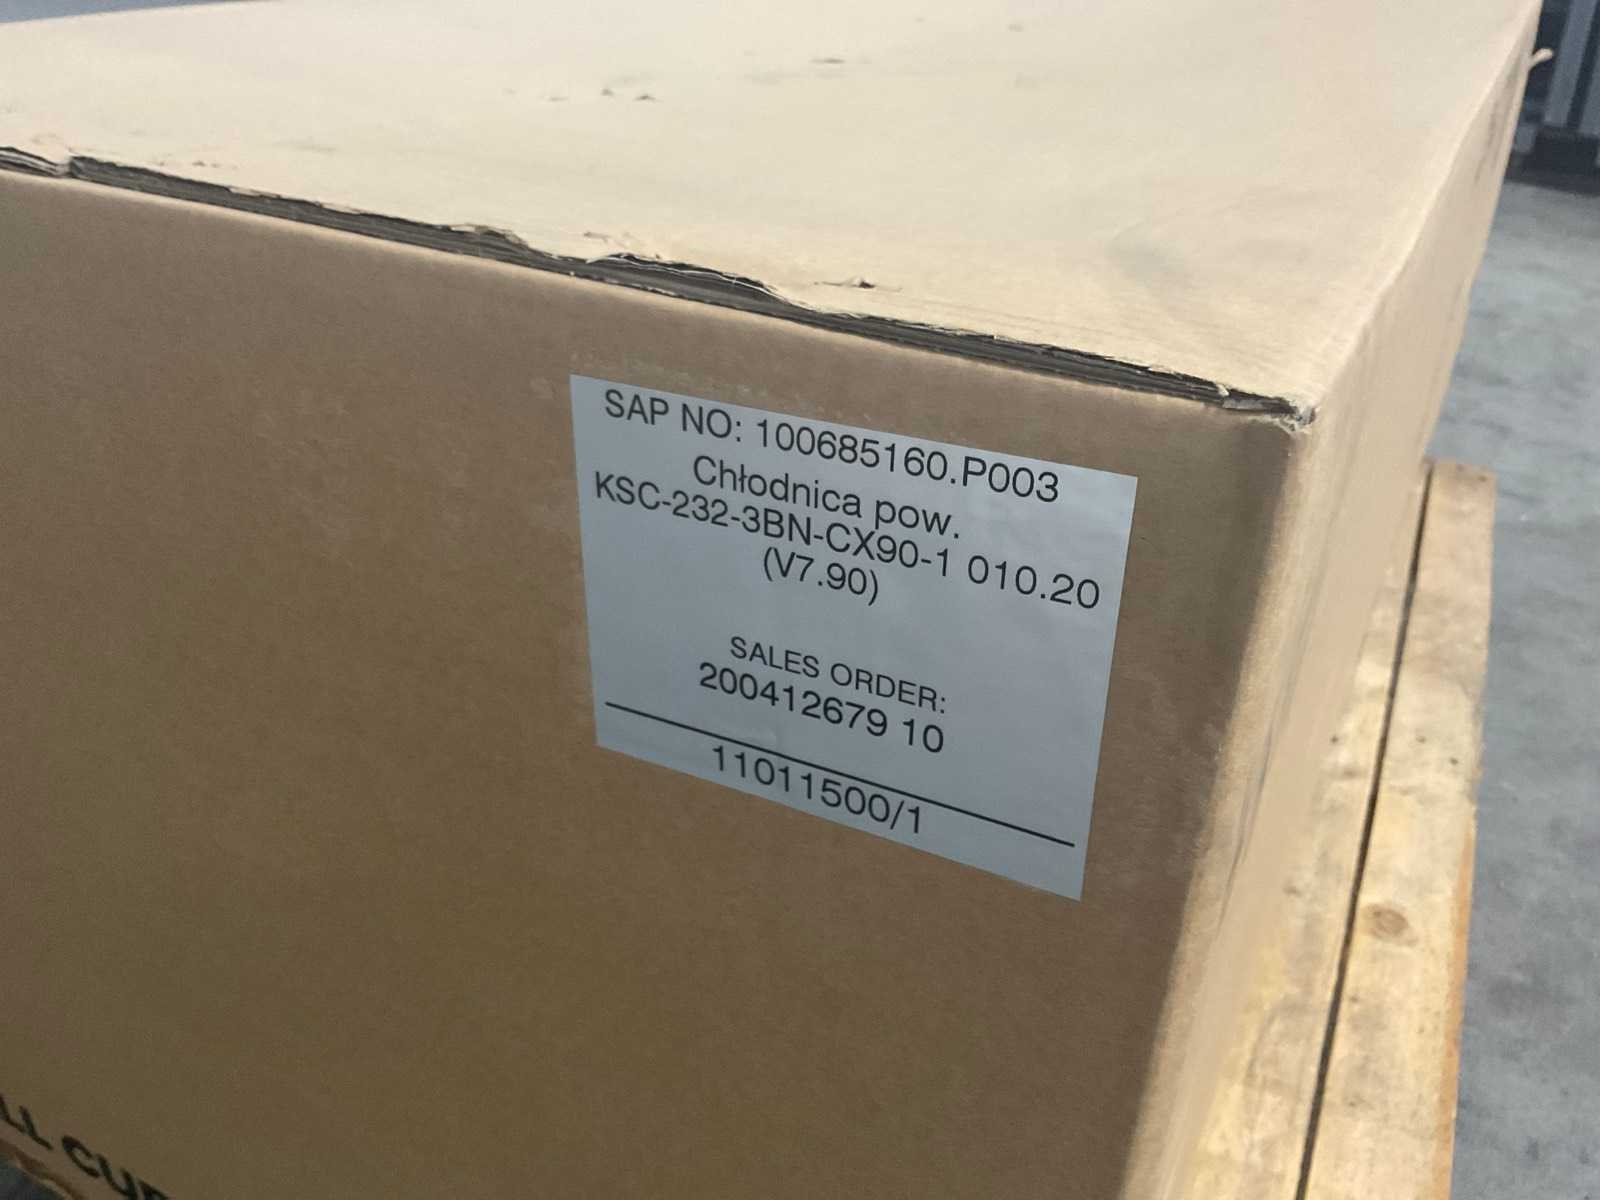 SAP NO: 100685160.P003
Chłodnica pow.
KSC-232-3BN-CX90-1 010.20
(V7.90)
SALES ORDER:
200412679 10
11011500/1